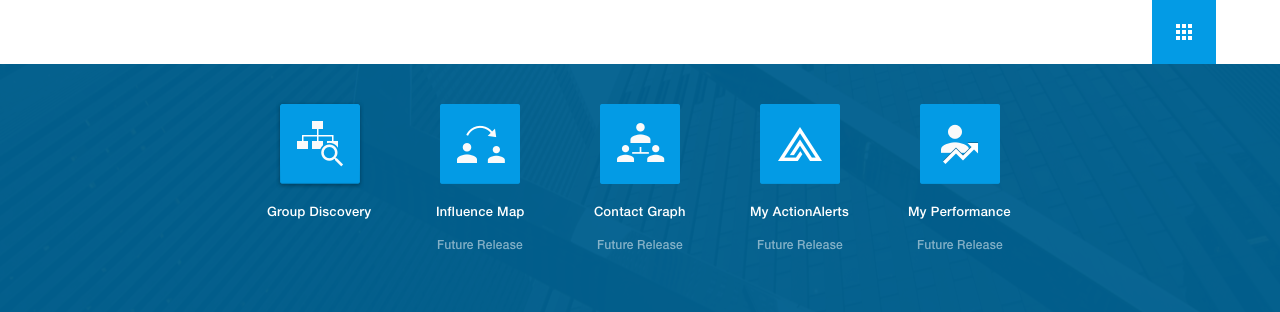 Group Discovery
Influence Map
Contact Graph
My ActionAlerts
My Performance
Future Release
Future Release
Future Release
Future Release